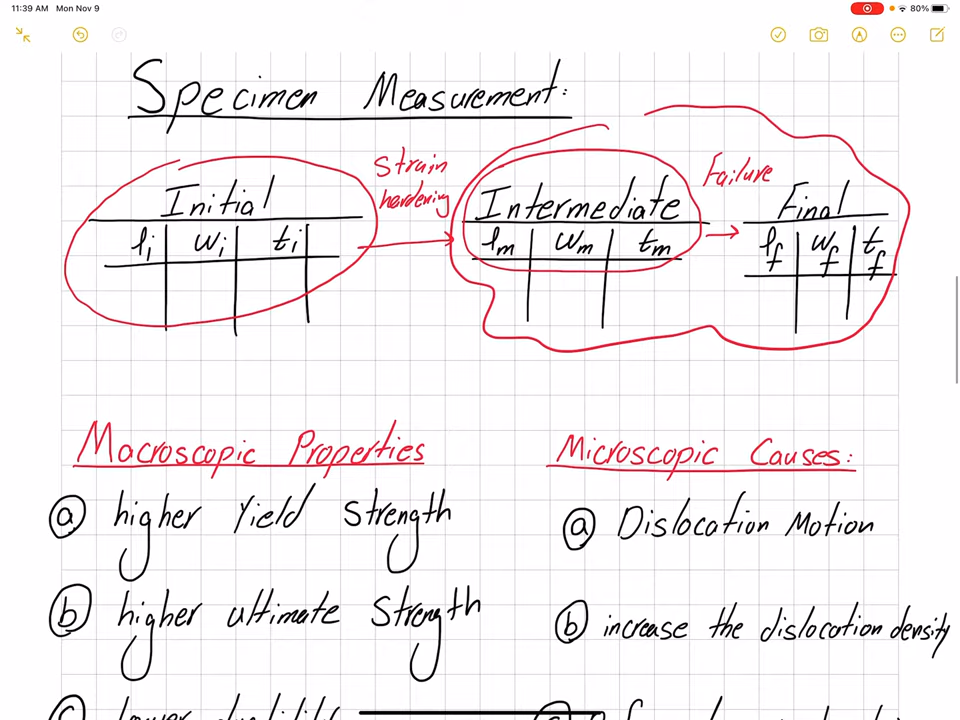 11:39 AM Mon Nov 9
80%
Specimen Measurement:
Strain
hardening
Failure
Initial
Intermediate
Final
li wi ti
lm wm tm
lf wf tf
Macroscopic Properties
Microscopic Causes:
(a) higher Yield Strength
(a) Dislocation Motion
(b) higher ultimate Strength
(b) increase the dislocation density
(c) lower